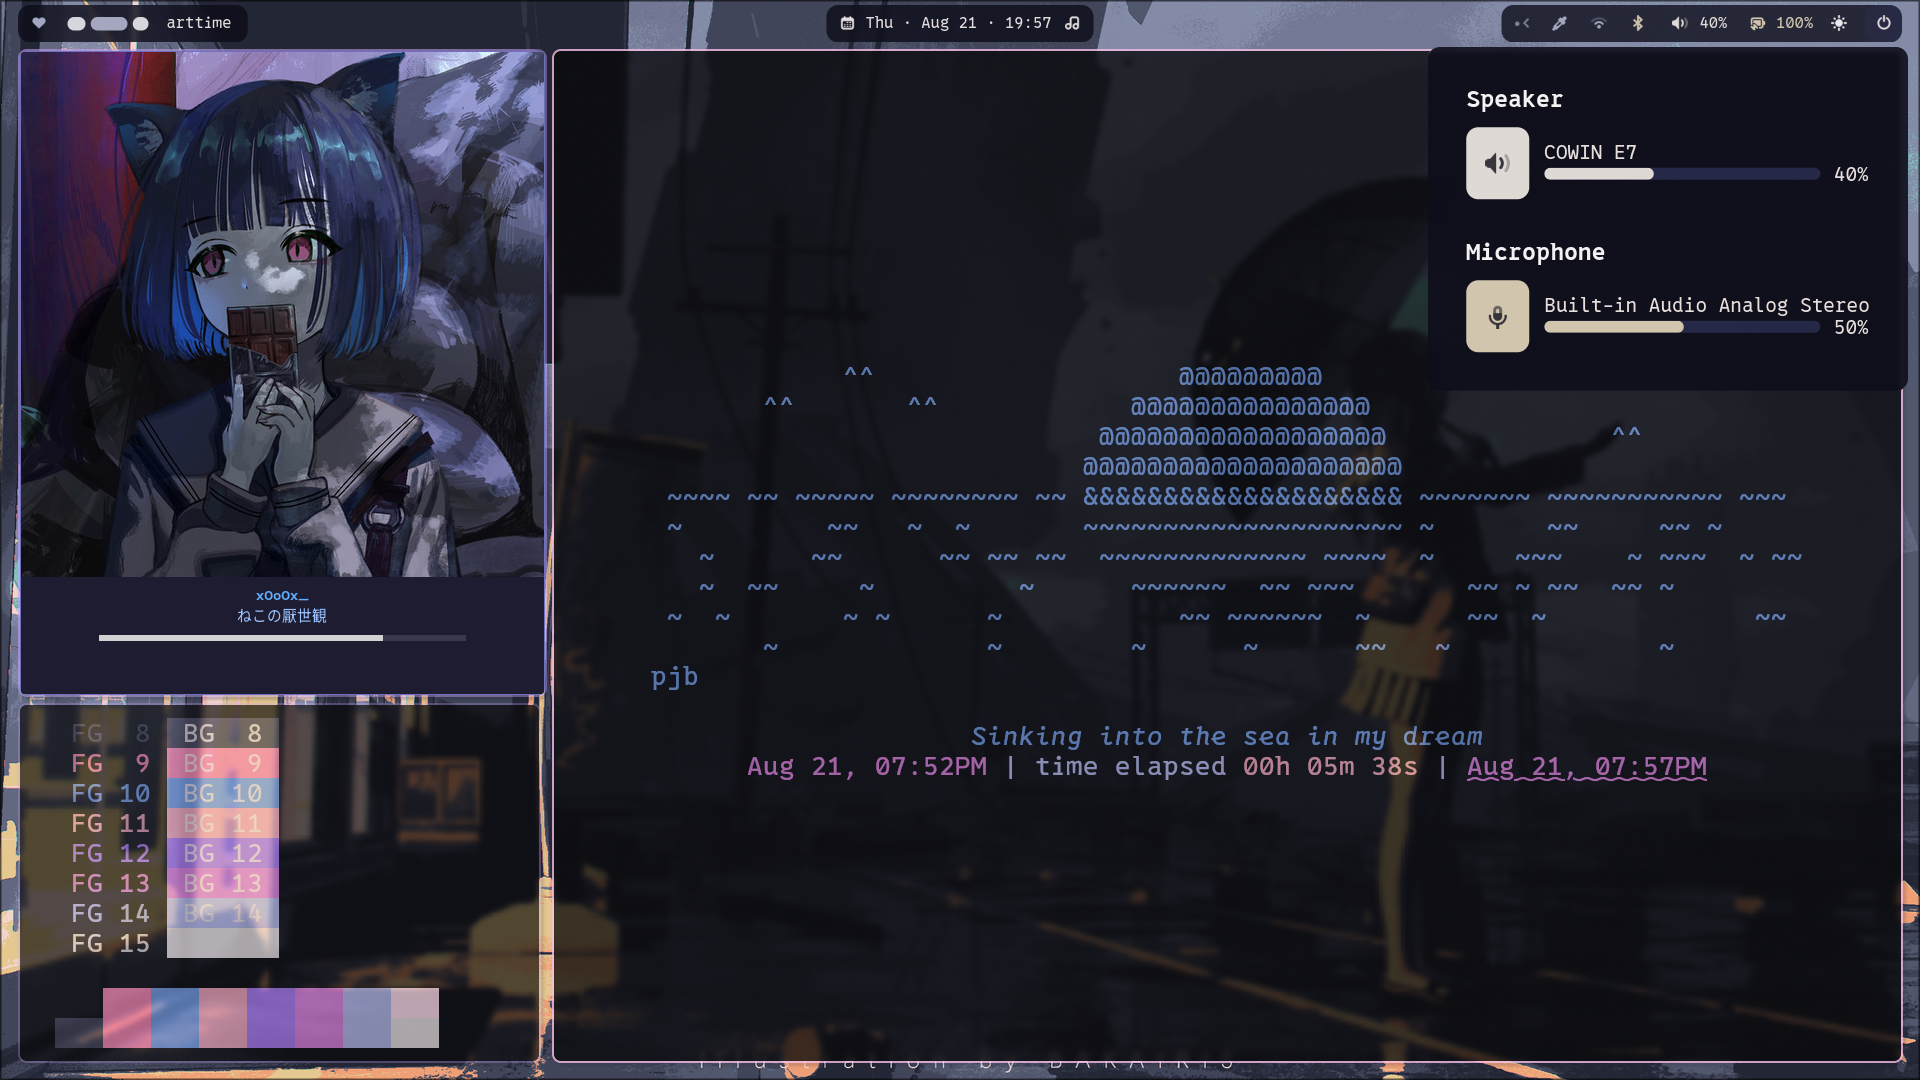 arttime
Thu · Aug 21 · 19:57
40%
100%
Speaker
COWIN E7
40%
Microphone
Built-in Audio Analog Stereo
50%
xOoOx_
ねこの厭世観
FG 8 BG 8
FG 9 BG 9
FG 10 BG 10
FG 11 BG 11
FG 12 BG 12
FG 13 BG 13
FG 14 BG 14
FG 15
pjb
Sinking into the sea in my dream
Aug 21, 07:52PM | time elapsed 00h 05m 38s | Aug 21, 07:57PM